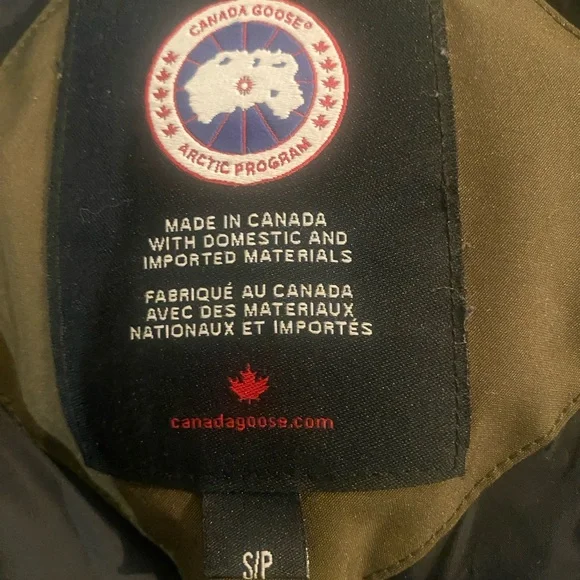 CANADA GOOSE®
ARCTIC PROGRAM
MADE IN CANADA
WITH DOMESTIC AND
IMPORTED MATERIALS
FABRIQUÉ AU CANADA
AVEC DES MATERIAUX
NATIONAUX ET IMPORTÉS
canadagoose.com
S/P